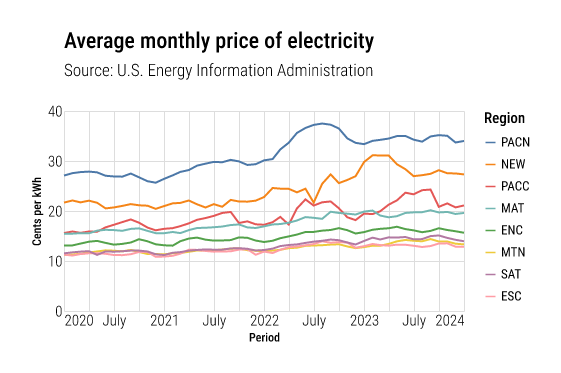 Average monthly price of electricity
Source: U.S. Energy Information Administration
Region
PACN
NEW
PACC
MAT
ENC
MTN
SAT
ESC
Cents per kWh
40
30
20
10
0
2020 July 2021 July 2022 July 2023 July 2024
Period